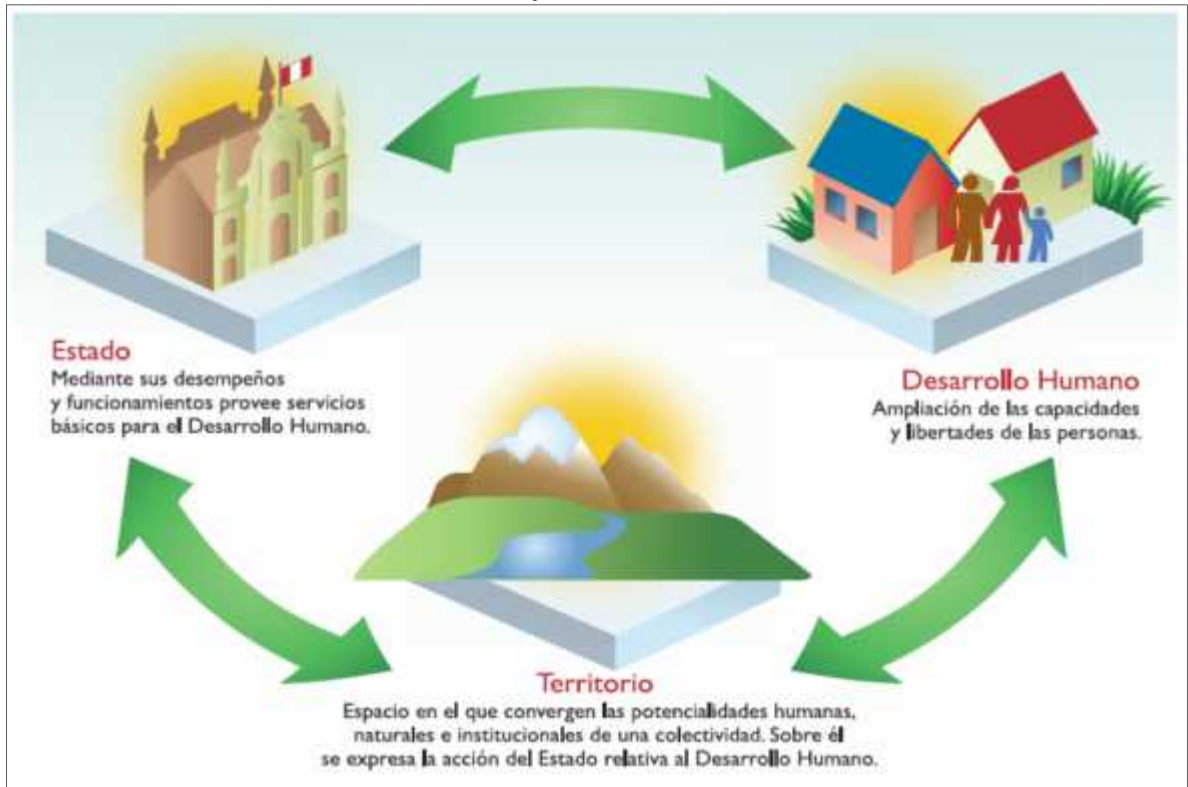 Estado
Mediante sus desempeños
y funcionamientos provee servicios
básicos para el Desarrollo Humano.
Desarrollo Humano
Ampliación de las capacidades
y libertades de las personas.
Territorio
Espacio en el que convergen las potencialidades humanas,
naturales e institucionales de una colectividad. Sobre él
se expresa la acción del Estado relativa al Desarrollo Humano.